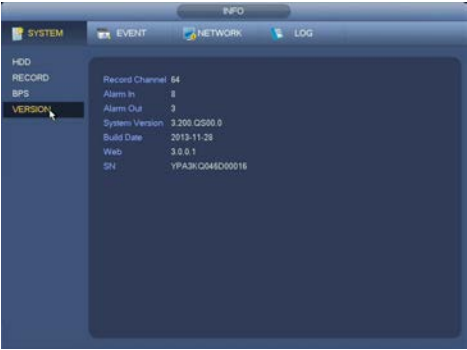 INFO
SYSTEM EVENT NETWORK LOG
HDD
RECORD
BPS
VERSION
Record Channel 64
Alarm In 8
Alarm Out 3
System Version 3.200.QS00.0
Build Date 2013-11-28
Web 3.0.0.1
SN YPA3KQ046D00016